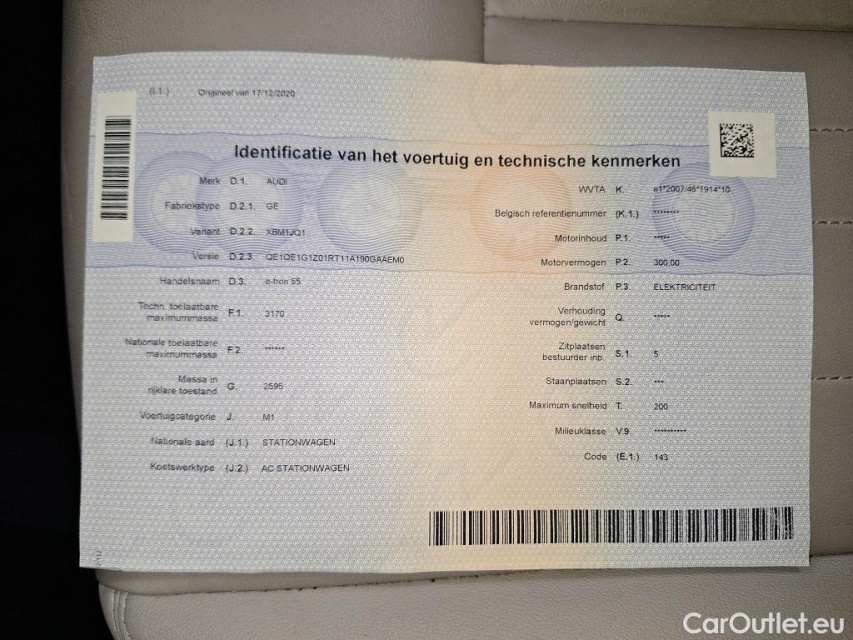 (I.1.) Origineel van 17/12/2020
Identificatie van het voertuig en technische kenmerken
Merk D.1. AUDI
Fabriekstype D.2.1. GE
Variant D.2.2. XBM1JQ1
Versie D.2.3. QE1QE1G1Z01RT11A190GAAEM0
Handelsnaam D.3. e-tron 55
Techn. toelaatbare
maximummassa F.1. 3170
Nationale toelaatbare
maximummassa F.2. ******
Massa in
rijklare toestand G. 2595
Voertuigcategorie J. M1
Nationale aard (J.1.) STATIONWAGEN
Koetswerktype (J.2.) AC STATIONWAGEN
WVTA K. e1*2007/46*1914*10
Belgisch referentienummer (K.1.) ********
Motorinhoud P.1. *****
Motorvermogen P.2. 300,00
Brandstof P.3. ELEKTRICITEIT
Verhouding
vermogen/gewicht Q. *****
Zitplaatsen
bestuurder inb. S.1. 5
Staanplaatsen S.2. ***
Maximum snelheid T. 200
Milieuklasse V.9. **********
Code (E.1.) 143
CarOutlet.eu